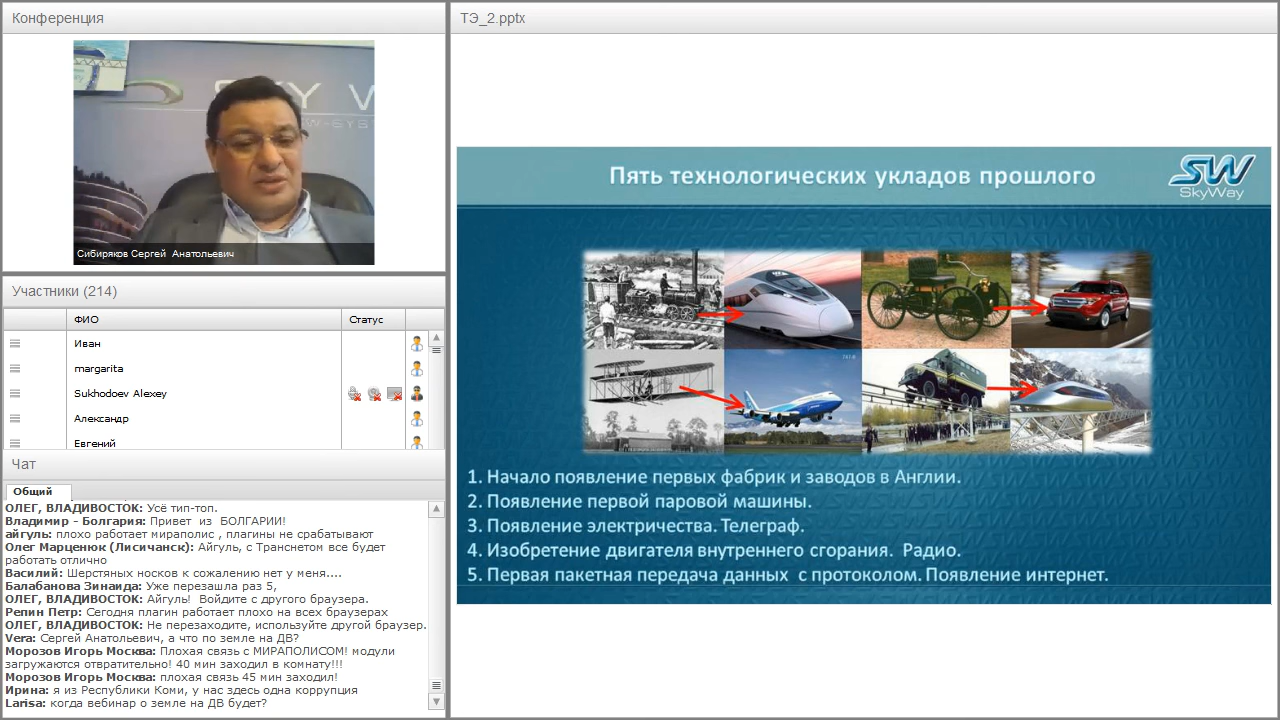 Конференция
SKY W
Сибиряков Сергей Анатольевич
Участники (214)
ФИО
Статус
Иван
margarita
Sukhodoev Alexey
Александр
Евгений
Чат
Общий
ОЛЕГ, ВЛАДИВОСТОК: Усё тип-топ.
Владимир - Болгария: Привет из БОЛГАРИИ!
айгуль: плохо работает мираполис , плагины не срабатывают
Олег Марценюк (Лисичанск): Айгуль, с Транснетом все будет
работать отлично
Василий: Шерстяных носков к сожалению нет у меня....
Балабанова Зинаида: Уже перезашла раз 5,
ОЛЕГ, ВЛАДИВОСТОК: Айгуль! Войдите с другого браузера.
Репин Петр: Сегодня плагин работает плохо на всех браузерах
ОЛЕГ, ВЛАДИВОСТОК: Не перезаходите, используйте другой браузер.
Vera: Сергей Анатольевич, а что по земле на ДВ?
Морозов Игорь Москва: Плохая связь с МИРАПОЛИСОМ! модули
загружаются отвратительно! 40 мин заходил в комнату!!!
Морозов Игорь Москва: плохая связь 45 мин заходил!
Ирина: я из Республики Коми, у нас здесь одна коррупция
Larisa: когда вебинар о земле на ДВ будет?
ТЭ_2.pptx
Пять технологических укладов прошлого
SW
SkyWay
1. Начало появление первых фабрик и заводов в Англии.
2. Появление первой паровой машины.
3. Появление электричества. Телеграф.
4. Изобретение двигателя внутреннего сгорания. Радио.
5. Первая пакетная передача данных с протоколом. Появление интернет.